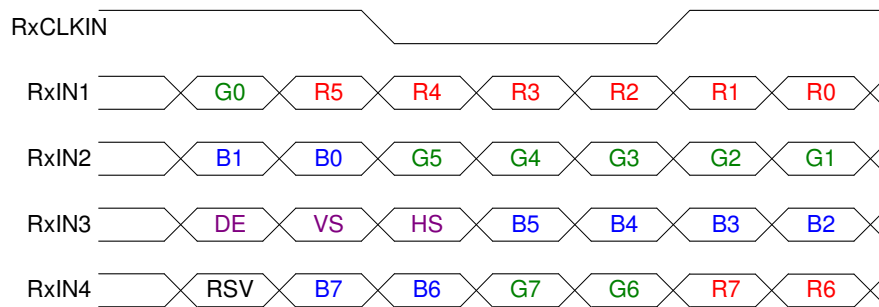 RxCLKIN
RxIN1 G0 R5 R4 R3 R2 R1 R0
RxIN2 B1 B0 G5 G4 G3 G2 G1
RxIN3 DE VS HS B5 B4 B3 B2
RxIN4 RSV B7 B6 G7 G6 R7 R6